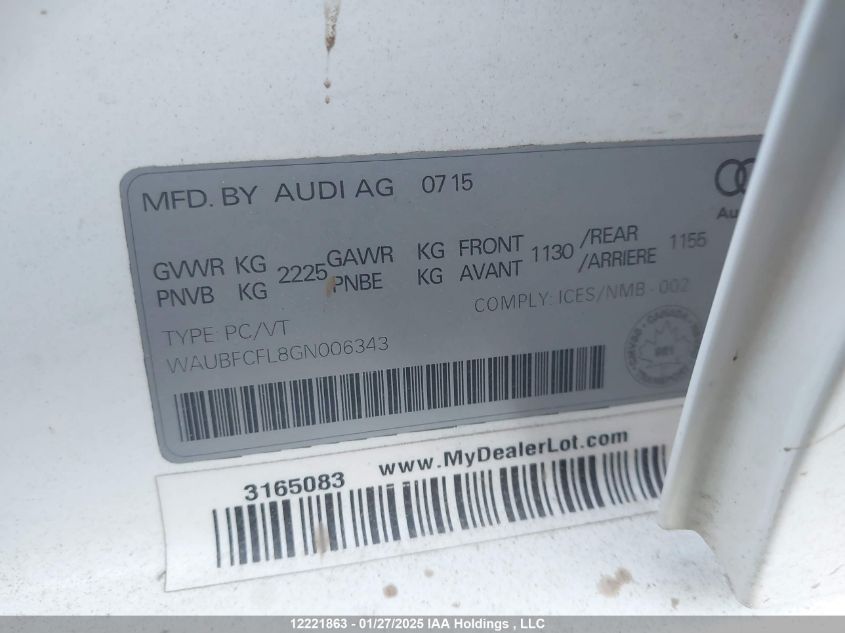 MFD. BY AUDI AG 07 15
GVWR KG 2225 GAWR KG FRONT 1130 /REAR 1155
PNVB KG PNBE KG AVANT /ARRIERE
COMPLY: ICES/NMB - 002
TYPE: PC/VT
WAUBFCFL8GN006343
CANADA
3165083 www.MyDealerLot.com
12221863 - 01/27/2025 IAA Holdings , LLC